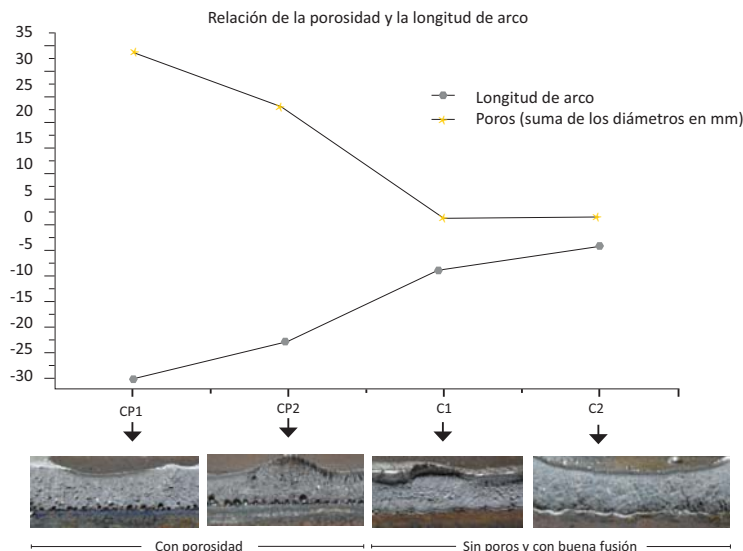 Relación de la porosidad y la longitud de arco
35
30
25
20
15
10
5
0
-5
-10
-15
-20
-25
-30
Longitud de arco
Poros (suma de los diámetros en mm)
CP1
CP2
C1
C2
Con porosidad
Sin poros y con buena fusión